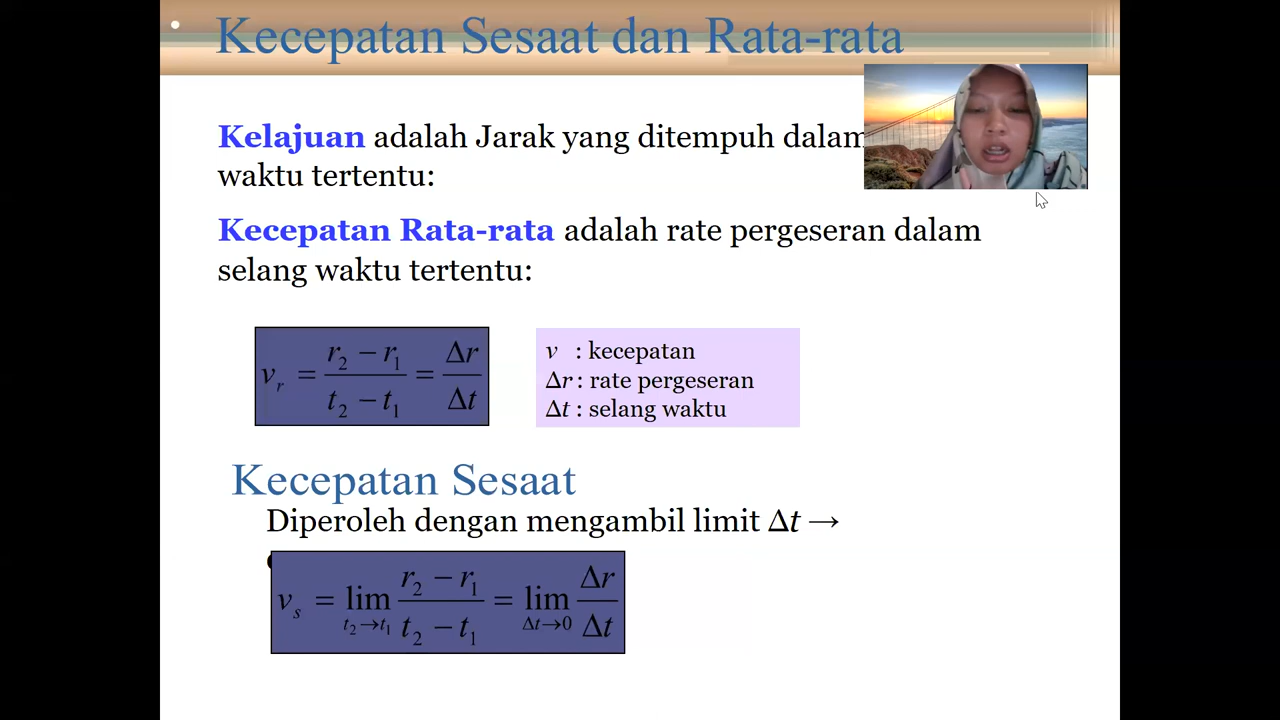 Kecepatan Sesaat dan Rata-rata
Kelajuan adalah Jarak yang ditempuh dalam
waktu tertentu:
Kecepatan Rata-rata adalah rate pergeseran dalam
selang waktu tertentu:
v_r = (r_2 − r_1)/(t_2 − t_1) = Δr/Δt
v : kecepatan
Δr : rate pergeseran
Δt : selang waktu
Kecepatan Sesaat
Diperoleh dengan mengambil limit Δt →
v_s = lim_{t_2→t_1} (r_2 − r_1)/(t_2 − t_1) = lim_{Δt→0} Δr/Δt